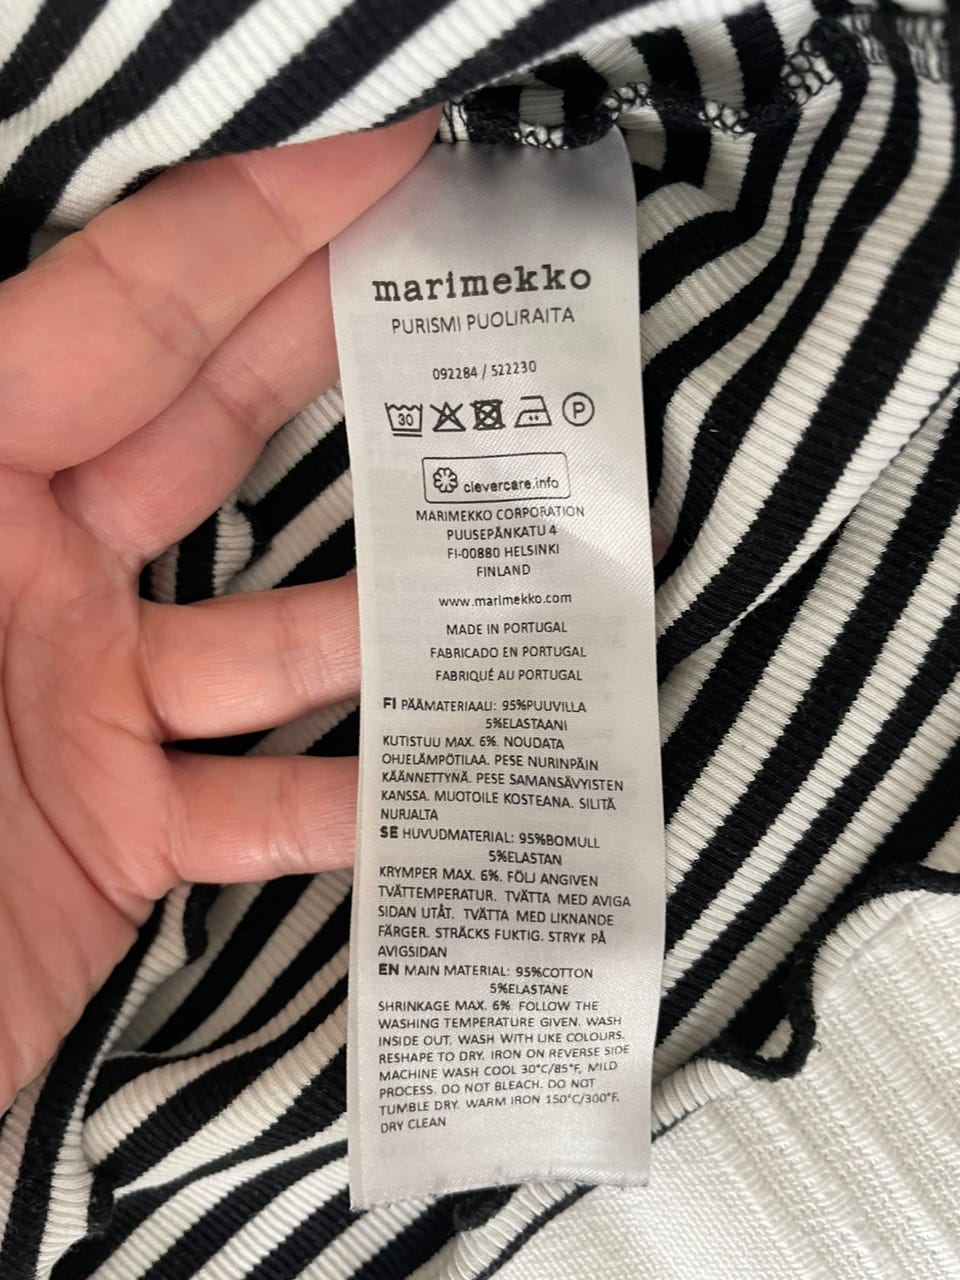 marimekko
PURISMI PUOLIRAITA
092284 / 522230
30 P
clevercare.info
MARIMEKKO CORPORATION
PUUSEPÄNKATU 4
FI-00880 HELSINKI
FINLAND
www.marimekko.com
MADE IN PORTUGAL
FABRICADO EN PORTUGAL
FABRIQUÉ AU PORTUGAL
FI PÄÄMATERIAALI: 95%PUUVILLA
5%ELASTAANI
KUTISTUU MAX. 6%. NOUDATA
OHJELÄMPÖTILAA. PESE NURINPÄIN
KÄÄNNETTYNÄ. PESE SAMANSÄVYISTEN
KANSSA. MUOTOILE KOSTEANA. SILITÄ
NURJALTA
SE HUVUDMATERIAL: 95%BOMULL
5%ELASTAN
KRYMPER MAX. 6%. FÖLJ ANGIVEN
TVÄTTEMPERATUR. TVÄTTA MED AVIGA
SIDAN UTÅT. TVÄTTA MED LIKNANDE
FÄRGER. STRÄCKS FUKTIG. STRYK PÅ
AVIGSIDAN
EN MAIN MATERIAL: 95%COTTON
5%ELASTANE
SHRINKAGE MAX. 6%. FOLLOW THE
WASHING TEMPERATURE GIVEN. WASH
INSIDE OUT. WASH WITH LIKE COLOURS.
RESHAPE TO DRY. IRON ON REVERSE SIDE
MACHINE WASH COOL 30°C/85°F, MILD
PROCESS. DO NOT BLEACH. DO NOT
TUMBLE DRY. WARM IRON 150°C/300°F.
DRY CLEAN